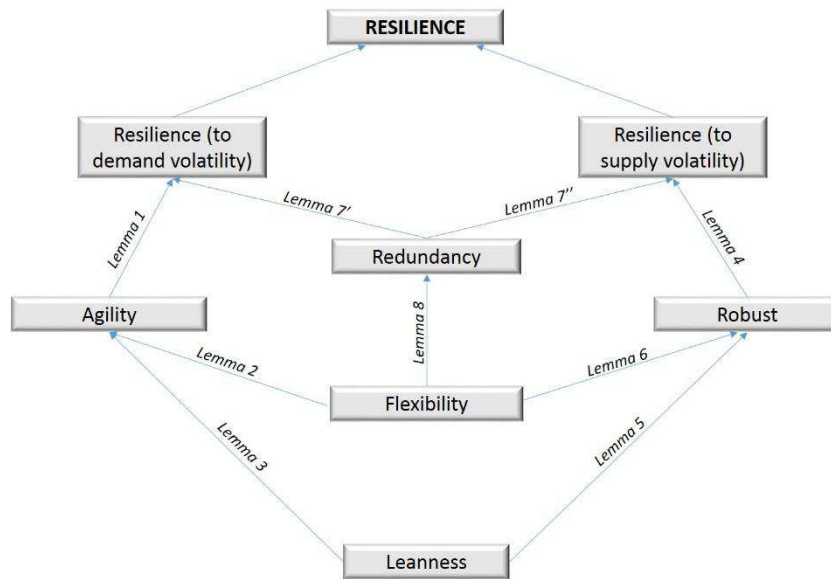 RESILIENCE
Resilience (to
demand volatility)
Resilience (to
supply volatility)
Lemma 1
Lemma 7'
Lemma 7''
Lemma 4
Redundancy
Agility
Robust
Lemma 2
Lemma 8
Lemma 6
Flexibility
Lemma 3
Lemma 5
Leanness